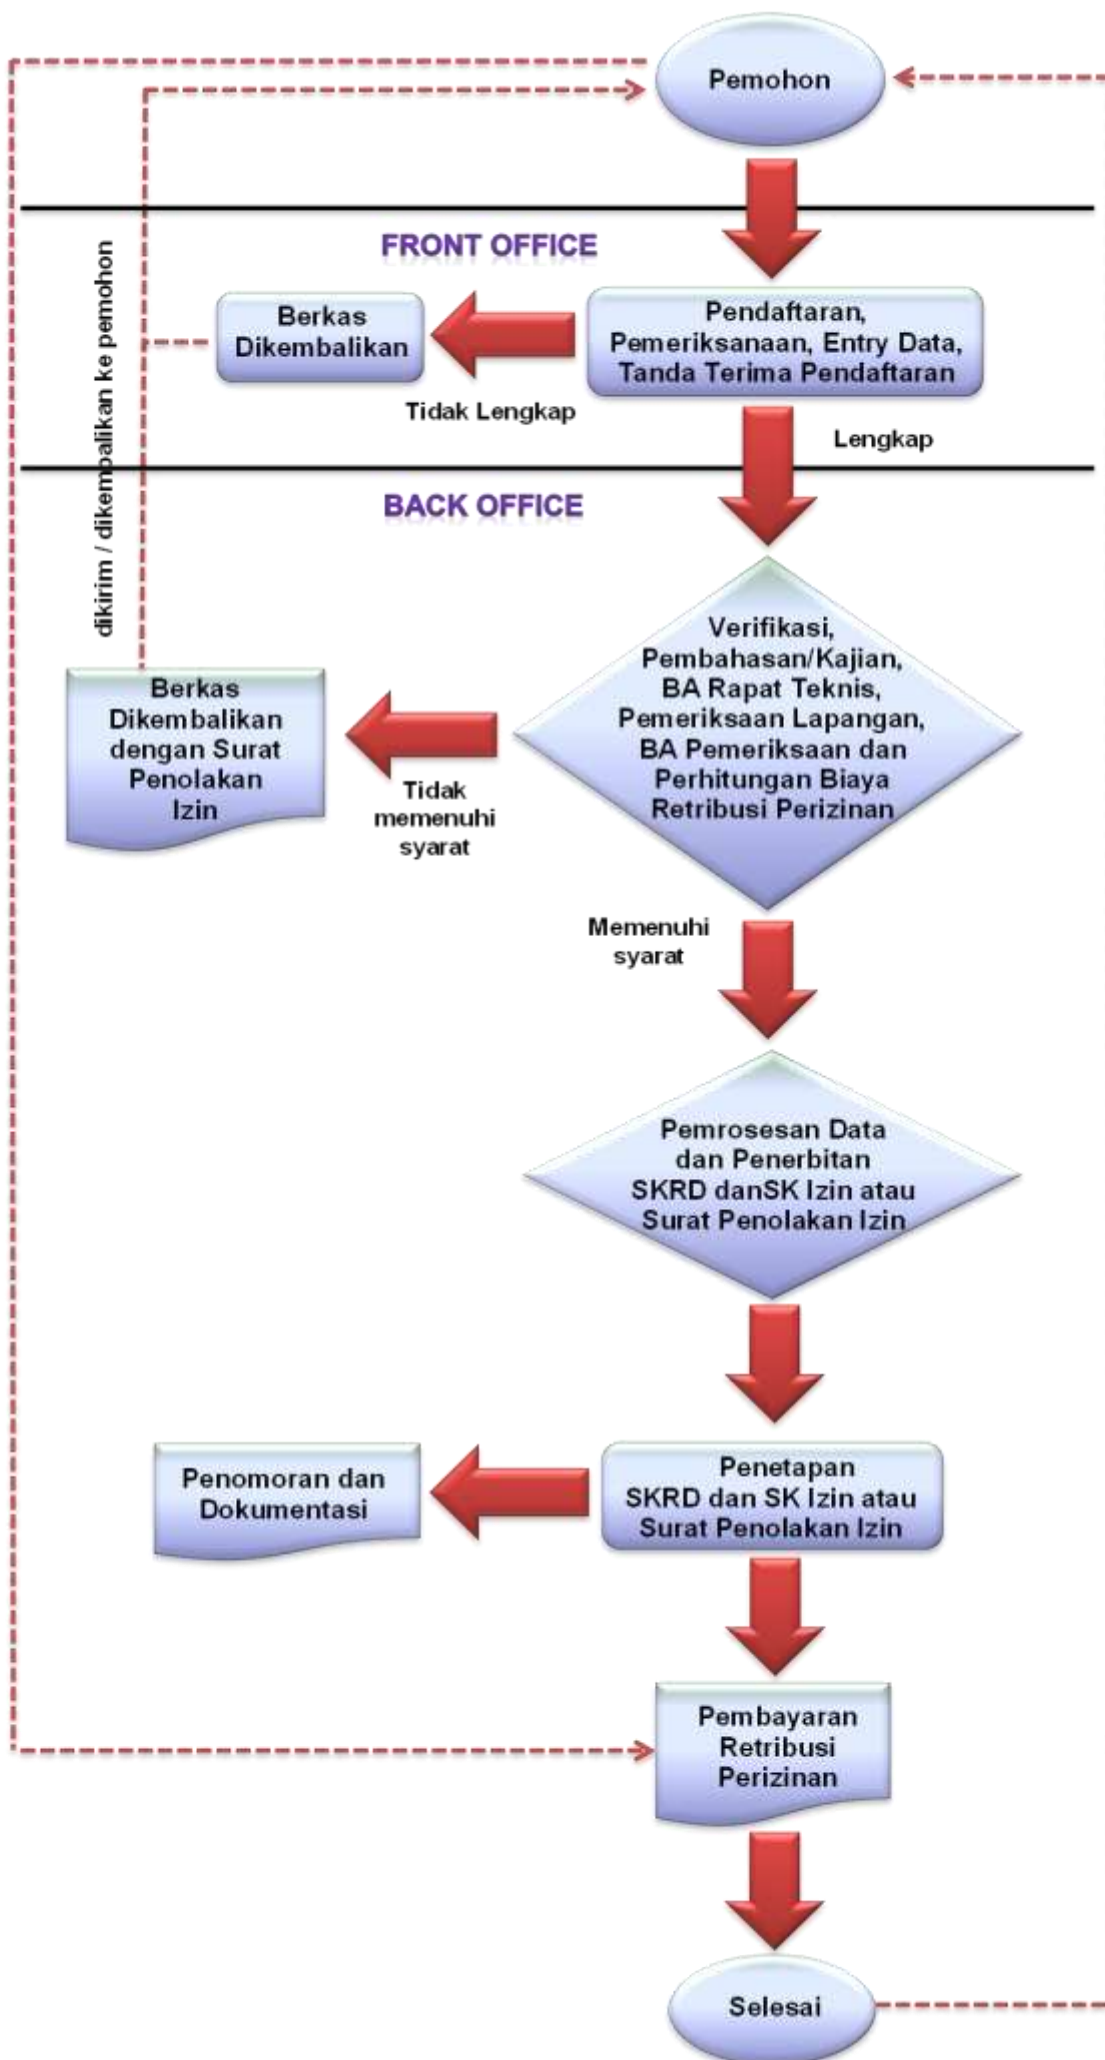 Pemohon
FRONT OFFICE
Berkas
Dikembalikan
Pendaftaran,
Pemeriksanaan, Entry Data,
Tanda Terima Pendaftaran
Tidak Lengkap
Lengkap
dikirim / dikembalikan ke pemohon
BACK OFFICE
Verifikasi,
Pembahasan/Kajian,
BA Rapat Teknis,
Pemeriksaan Lapangan,
BA Pemeriksaan dan
Perhitungan Biaya
Retribusi Perizinan
Berkas
Dikembalikan
dengan Surat
Penolakan
Izin
Tidak
memenuhi
syarat
Memenuhi
syarat
Pemrosesan Data
dan Penerbitan
SKRD danSK Izin atau
Surat Penolakan Izin
Penomoran dan
Dokumentasi
Penetapan
SKRD dan SK Izin atau
Surat Penolakan Izin
Pembayaran
Retribusi
Perizinan
Selesai